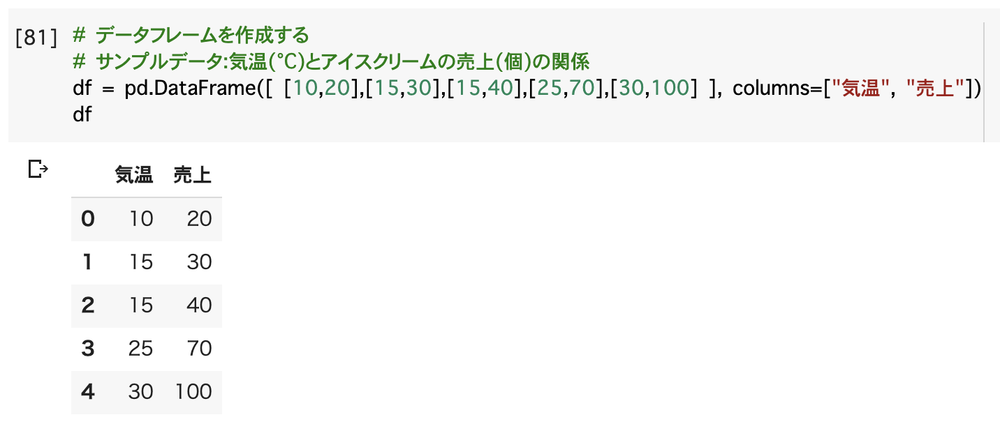 [81] # データフレームを作成する
# サンプルデータ:気温(℃)とアイスクリームの売上(個)の関係
df = pd.DataFrame([ [10,20],[15,30],[15,40],[25,70],[30,100] ], columns=["気温", "売上"])
df
気温 売上
0 10 20
1 15 30
2 15 40
3 25 70
4 30 100